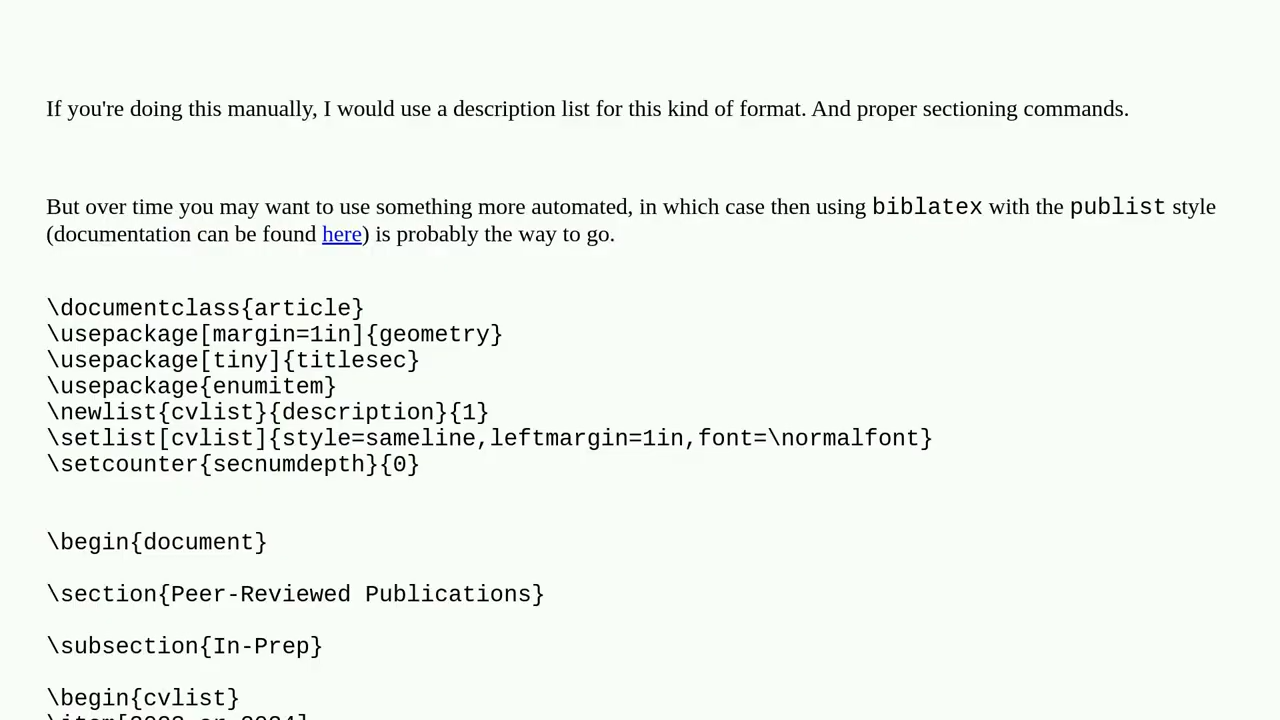 If you're doing this manually, I would use a description list for this kind of format. And proper sectioning commands.
But over time you may want to use something more automated, in which case then using biblatex with the publist style
(documentation can be found here) is probably the way to go.
\documentclass{article}
\usepackage[margin=1in]{geometry}
\usepackage[tiny]{titlesec}
\usepackage{enumitem}
\newlist{cvlist}{description}{1}
\setlist[cvlist]{style=sameline,leftmargin=1in,font=\normalfont}
\setcounter{secnumdepth}{0}
\begin{document}
\section{Peer-Reviewed Publications}
\subsection{In-Prep}
\begin{cvlist}